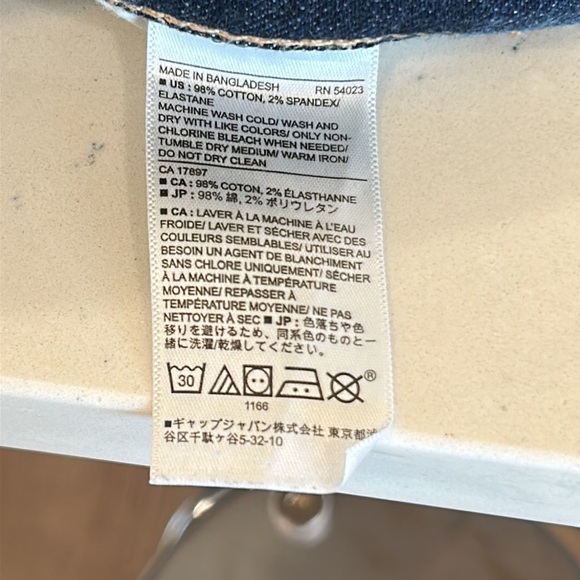 MADE IN BANGLADESH RN 54023
■ US : 98% COTTON, 2% SPANDEX/
ELASTANE
MACHINE WASH COLD/ WASH AND
DRY WITH LIKE COLORS/ ONLY NON-
CHLORINE BLEACH WHEN NEEDED/
TUMBLE DRY MEDIUM/ WARM IRON/
DO NOT DRY CLEAN
CA 17897
■ CA : 98% COTON, 2% ÉLASTHANNE
■ JP : 98% 綿, 2% ポリウレタン
■ CA : LAVER À LA MACHINE À L'EAU
FROIDE/ LAVER ET SÉCHER AVEC DES
COULEURS SEMBLABLES/ UTILISER AU
BESOIN UN AGENT DE BLANCHIMENT
SANS CHLORE UNIQUEMENT/ SÉCHER
À LA MACHINE À TEMPÉRATURE
MOYENNE/ REPASSER À
TEMPÉRATURE MOYENNE/ NE PAS
NETTOYER À SEC ■ JP : 色落ちや色
移りを避けるため、同系色のものと一
緒に洗濯/乾燥してください。
30 ®
1166
■ギャップジャパン株式会社 東京都渋
谷区千駄ヶ谷5-32-10